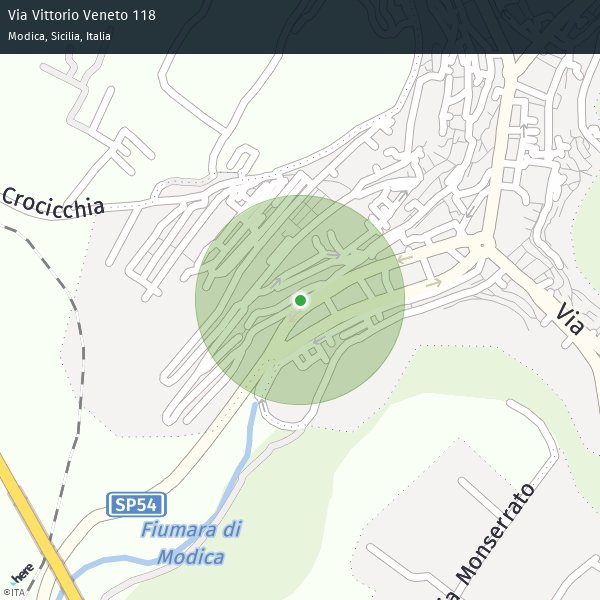 Via Vittorio Veneto 118
Modica, Sicilia, Italia
Crocicchia
Via
SP54
Fiumara di
Modica
Monserrato
here
©ITA